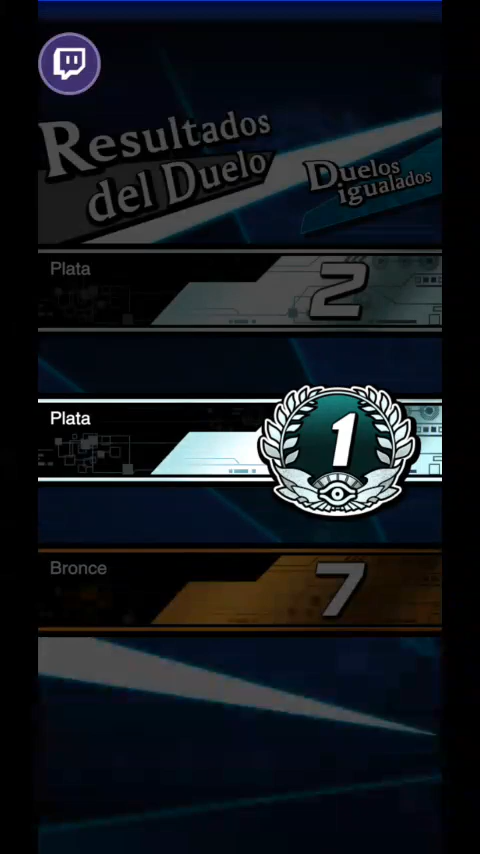 Resultados
del Duelo
Duelos
igualados
Plata
2
Plata
1
Bronce
7